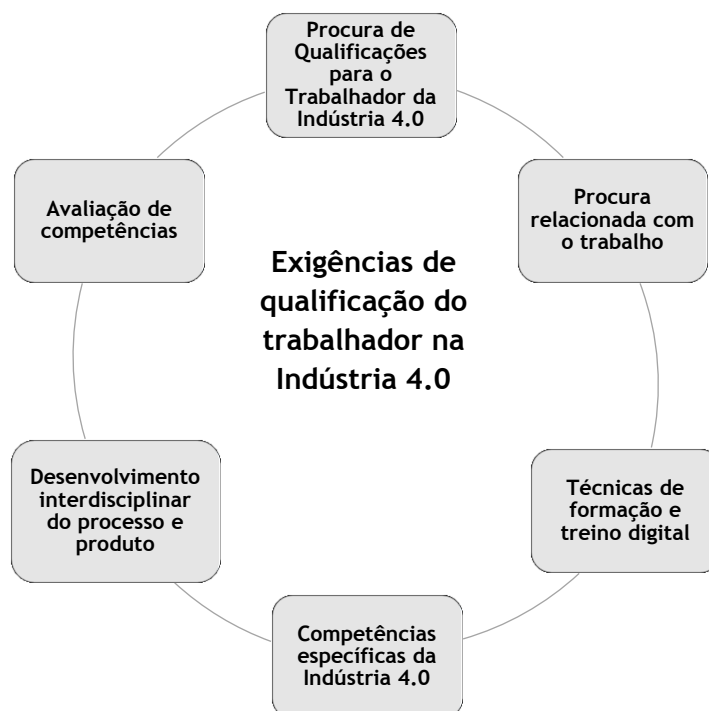 Procura de
Qualificações
para o
Trabalhador da
Indústria 4.0
Procura
relacionada com
o trabalho
Técnicas de
formação e
treino digital
Competências
específicas da
Indústria 4.0
Desenvolvimento
interdisciplinar
do processo e
produto
Avaliação de
competências
Exigências de
qualificação do
trabalhador na
Indústria 4.0